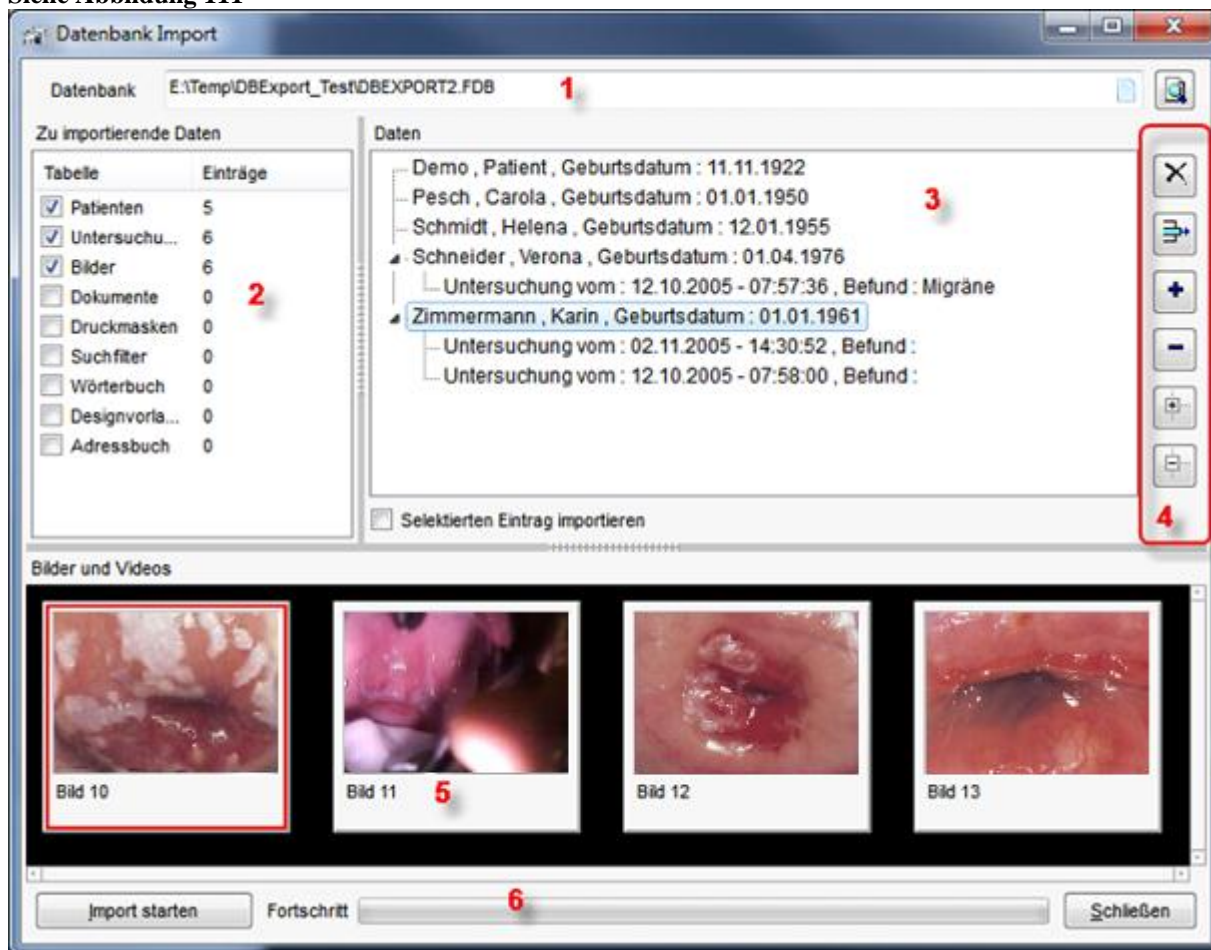 Siehe Abbildung 111
Datenbank Import
Datenbank E:\Temp\DBExport_Test\DBEXPORT2.FDB 1
Zu importierende Daten
Tabelle Einträge
Patienten 5
Untersuchu... 6
Bilder 6
Dokumente 0
Druckmasken 0
Suchfilter 0
Wörterbuch 0
Designvorla... 0
Adressbuch 0
2
Daten
Demo , Patient , Geburtsdatum : 11.11.1922
Pesch , Carola , Geburtsdatum : 01.01.1950
Schmidt , Helena , Geburtsdatum : 12.01.1955
Schneider , Verona , Geburtsdatum : 01.04.1976
Untersuchung vom : 12.10.2005 - 07:57:36 , Befund : Migräne
Zimmermann , Karin , Geburtsdatum : 01.01.1961
Untersuchung vom : 02.11.2005 - 14:30:52 , Befund :
Untersuchung vom : 12.10.2005 - 07:58:00 , Befund :
3
Selektierten Eintrag importieren
4
Bilder und Videos
Bild 10
Bild 11 5
Bild 12
Bild 13
Import starten Fortschritt 6 Schließen